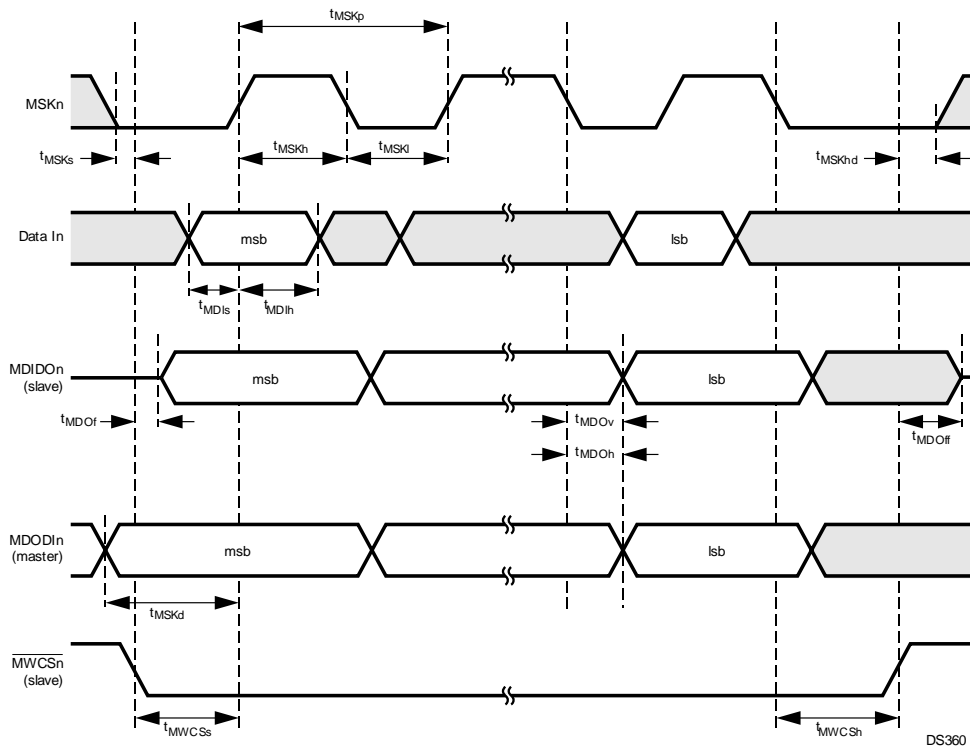 tMSKp
MSKn
tMSKs
tMSKh
tMSKl
tMSKhd
Data In
msb
lsb
tMDIs
tMDIh
MDIDOn
(slave)
msb
lsb
tMDOf
tMDOv
tMDOff
tMDOh
MDODIn
(master)
msb
lsb
tMSKd
MWCSn
(slave)
tMWCSs
tMWCSh
DS360